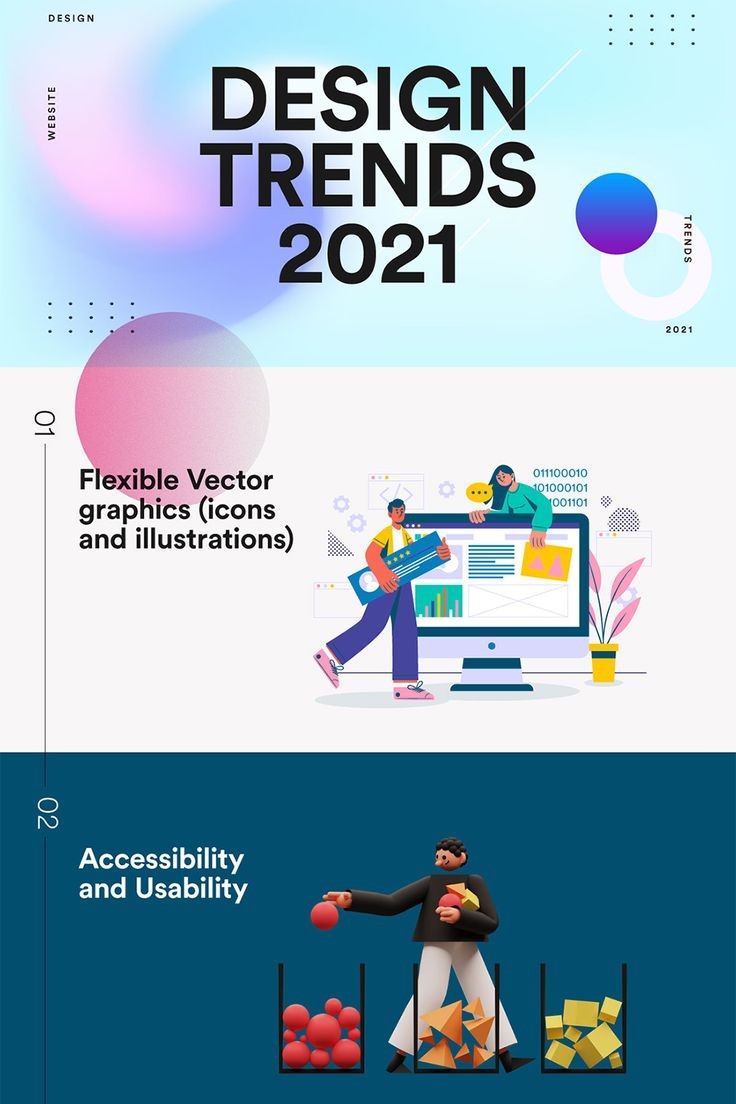 DESIGN
WEBSITE
DESIGN
TRENDS
2021
TRENDS
2021
01
Flexible Vector
graphics (icons
and illustrations)
</>
011100010
101000101
1001101
02
Accessibility
and Usability